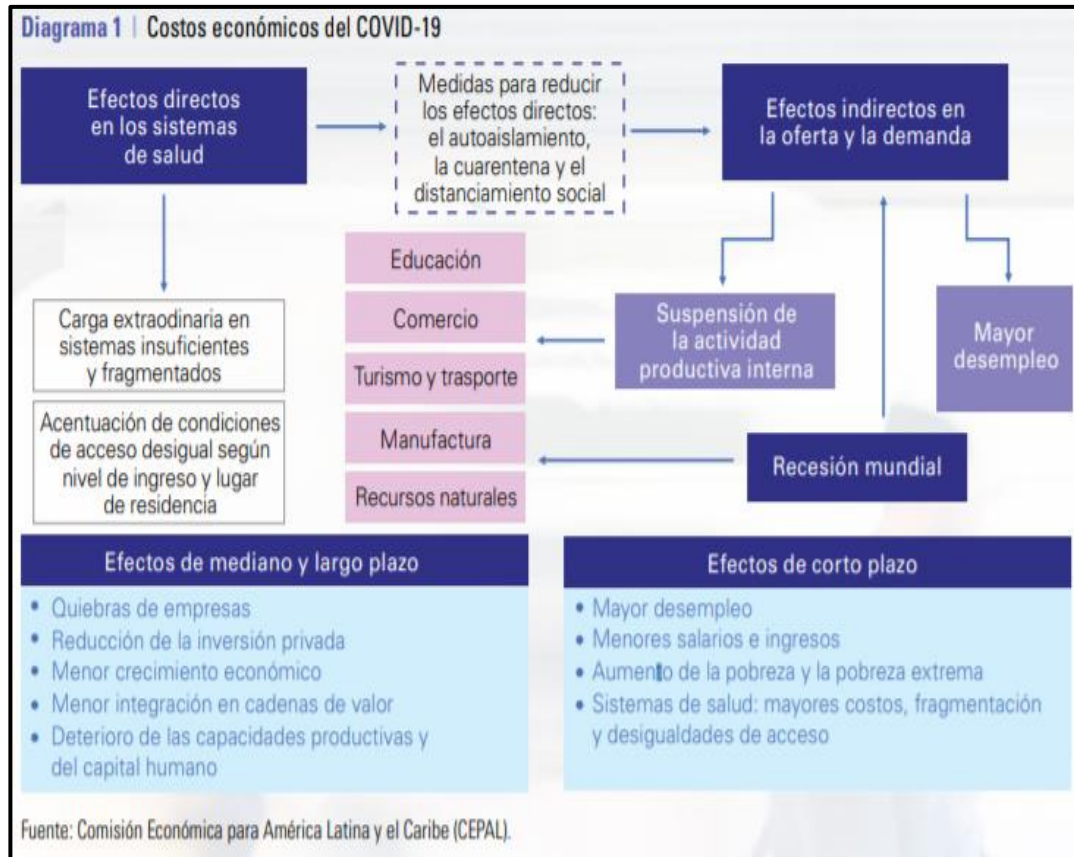 Diagrama 1 | Costos económicos del COVID-19
Efectos directos
en los sistemas
de salud
Medidas para reducir
los efectos directos:
el autoaislamiento,
la cuarentena y el
distanciamiento social
Efectos indirectos en
la oferta y la demanda
Carga extraodinaria en
sistemas insuficientes
y fragmentados
Acentuación de condiciones
de acceso desigual según
nivel de ingreso y lugar
de residencia
Educación
Comercio
Turismo y trasporte
Manufactura
Recursos naturales
Suspensión de
la actividad
productiva interna
Mayor
desempleo
Recesión mundial
Efectos de mediano y largo plazo
• Quiebras de empresas
• Reducción de la inversión privada
• Menor crecimiento económico
• Menor integración en cadenas de valor
• Deterioro de las capacidades productivas y
del capital humano
Efectos de corto plazo
• Mayor desempleo
• Menores salarios e ingresos
• Aumento de la pobreza y la pobreza extrema
• Sistemas de salud: mayores costos, fragmentación
y desigualdades de acceso
Fuente: Comisión Económica para América Latina y el Caribe (CEPAL).